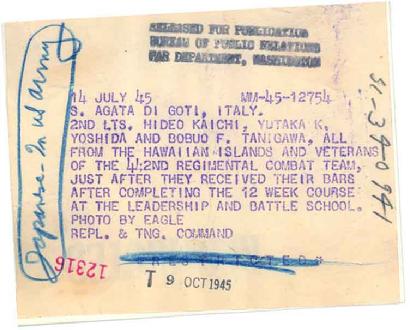 RELEASED FOR PUBLICATION
BUREAU OF PUBLIC RELATIONS
WAR DEPARTMENT, WASHINGTON
14 JULY 45 MM-45-12754
S. AGATA DI GOTI, ITALY.
2ND LTS. HIDEO KAICHI, YUTAKA K.
YOSHIDA AND BOBUO F. TANIGAWA, ALL
FROM THE HAWAIIAN ISLANDS AND VETERANS
OF THE 442ND REGIMENTAL COMBAT TEAM,
JUST AFTER THEY RECEIVED THEIR BARS
AFTER COMPLETING THE 12 WEEK COURSE
AT THE LEADERSHIP AND BATTLE SCHOOL.
PHOTO BY EAGLE
REPL. & TNG. COMMAND
RESTRICTED
T 9 OCT 1945
Japanese - In US Army
12316